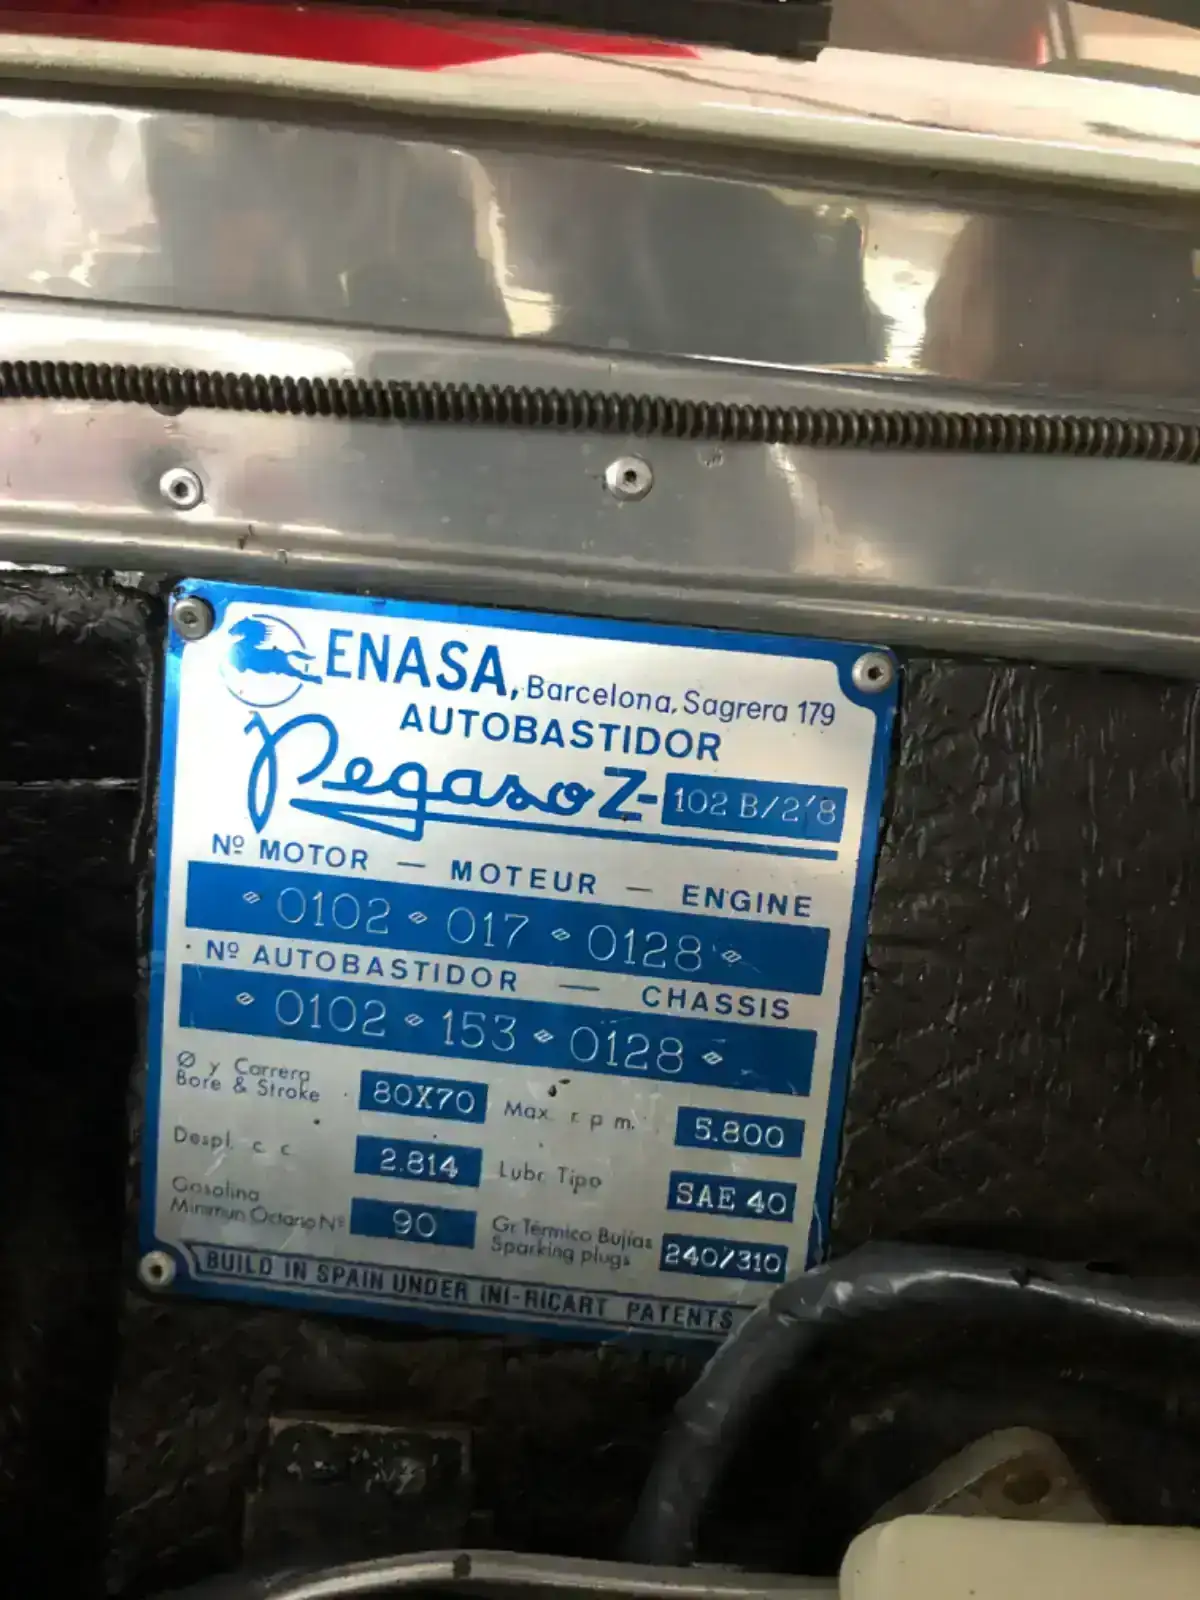 ENASA, Barcelona, Sagrera 179
AUTOBASTIDOR
Pegaso Z-102 B/2'8
Nº MOTOR — MOTEUR — ENGINE
0102 017 0128
Nº AUTOBASTIDOR — CHASSIS
0102 153 0128
Ø y Carrera
Bore & Stroke 80X70
Max. r. p m. 5.800
Despl. c. c. 2.814
Lubr. Tipo SAE 40
Gasolina
Minimun Octano Nº 90
Gr. Térmico Bujías
Sparking plugs 240/310
BUILD IN SPAIN UNDER INI-RICART PATENTS